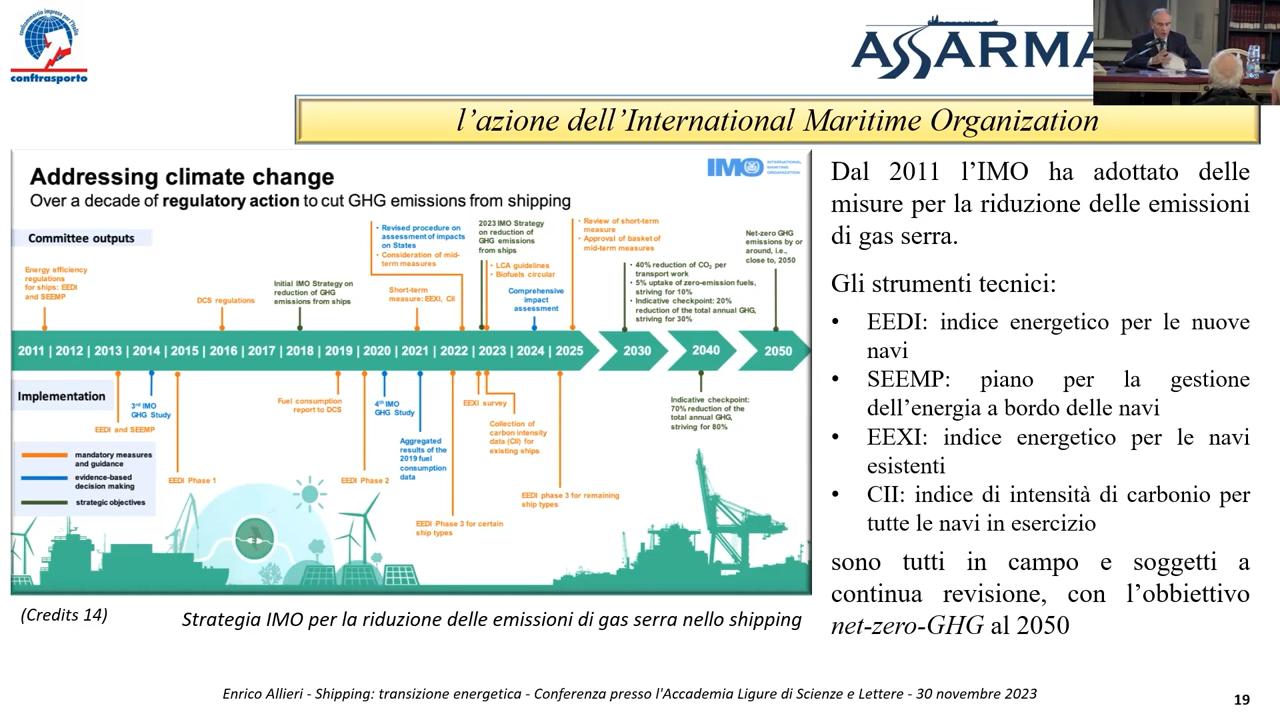 confcommercio imprese per l'Italia
conftrasporto
ASSARMA
l'azione dell'International Maritime Organization
Addressing climate change
Over a decade of regulatory action to cut GHG emissions from shipping
IMO
INTERNATIONAL
MARITIME
ORGANIZATION
Committee outputs
Energy efficiency
regulations
for ships: EEDI
and SEEMP
DCS regulations
Initial IMO Strategy on
reduction of GHG
emissions from ships
• Revised procedure on
assessment of impacts
on States
• Consideration of mid-
term measures
Short-term
measure: EEXI, CII
2023 IMO Strategy
on reduction of
GHG emissions
from ships
• LCA guidelines
• Biofuels circular
Comprehensive
impact
assessment
• Review of short-term
measure
• Approval of basket of
mid-term measures
• 40% reduction of CO₂ per
transport work
• 5% uptake of zero-emission fuels,
striving for 10%
• Indicative checkpoint: 20%
reduction of the total annual GHG,
striving for 30%
Net-zero GHG
emissions by or
around, i.e.,
close to, 2050
2011 | 2012 | 2013 | 2014 | 2015 | 2016 | 2017 | 2018 | 2019 | 2020 | 2021 | 2022 | 2023 | 2024 | 2025
2030
2040
2050
Implementation
EEDI and SEEMP
3rd IMO
GHG Study
EEDI Phase 1
Fuel consumption
report to DCS
EEDI Phase 2
4th IMO
GHG Study
Aggregated
results of the
2019 fuel
consumption
data
EEDI Phase 3 for certain
ship types
EEXI survey
Collection of
carbon intensity
data (CII) for
existing ships
EEDI phase 3 for remaining
ship types
Indicative checkpoint:
70% reduction of the
total annual GHG,
striving for 80%
mandatory measures
and guidance
evidence-based
decision making
strategic objectives
(Credits 14)
Strategia IMO per la riduzione delle emissioni di gas serra nello shipping
Dal 2011 l'IMO ha adottato delle
misure per la riduzione delle emissioni
di gas serra.
Gli strumenti tecnici:
• EEDI: indice energetico per le nuove
navi
• SEEMP: piano per la gestione
dell'energia a bordo delle navi
• EEXI: indice energetico per le navi
esistenti
• CII: indice di intensità di carbonio per
tutte le navi in esercizio
sono tutti in campo e soggetti a
continua revisione, con l'obbiettivo
net-zero-GHG al 2050
Enrico Allieri - Shipping: transizione energetica - Conferenza presso l'Accademia Ligure di Scienze e Lettere - 30 novembre 2023
19